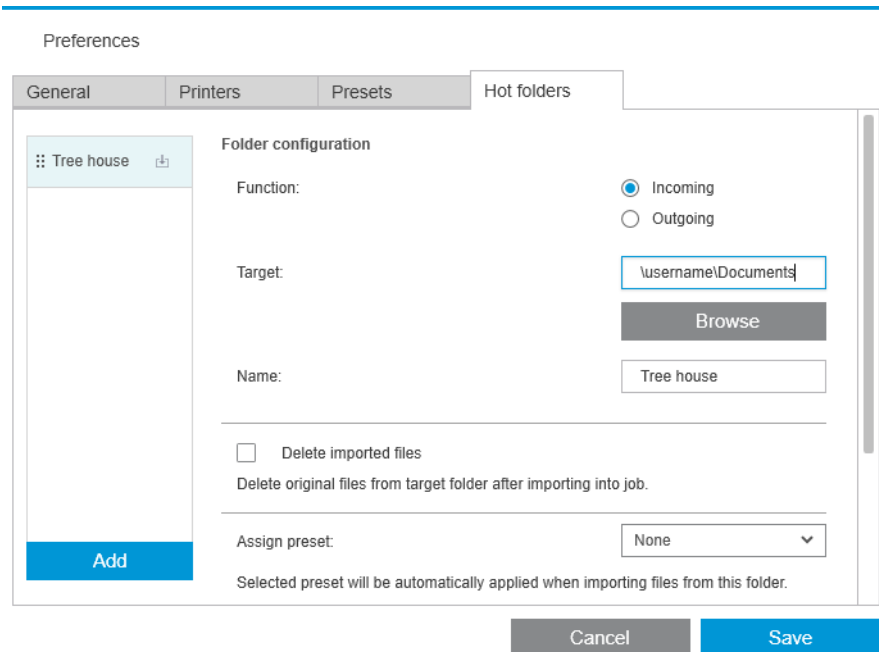 Preferences
General
Printers
Presets
Hot folders
Tree house
Folder configuration
Function:
Incoming
Outgoing
Target:
\username\Documents
Browse
Name:
Tree house
Delete imported files
Delete original files from target folder after importing into job.
Assign preset:
None
Selected preset will be automatically applied when importing files from this folder.
Add
Cancel
Save